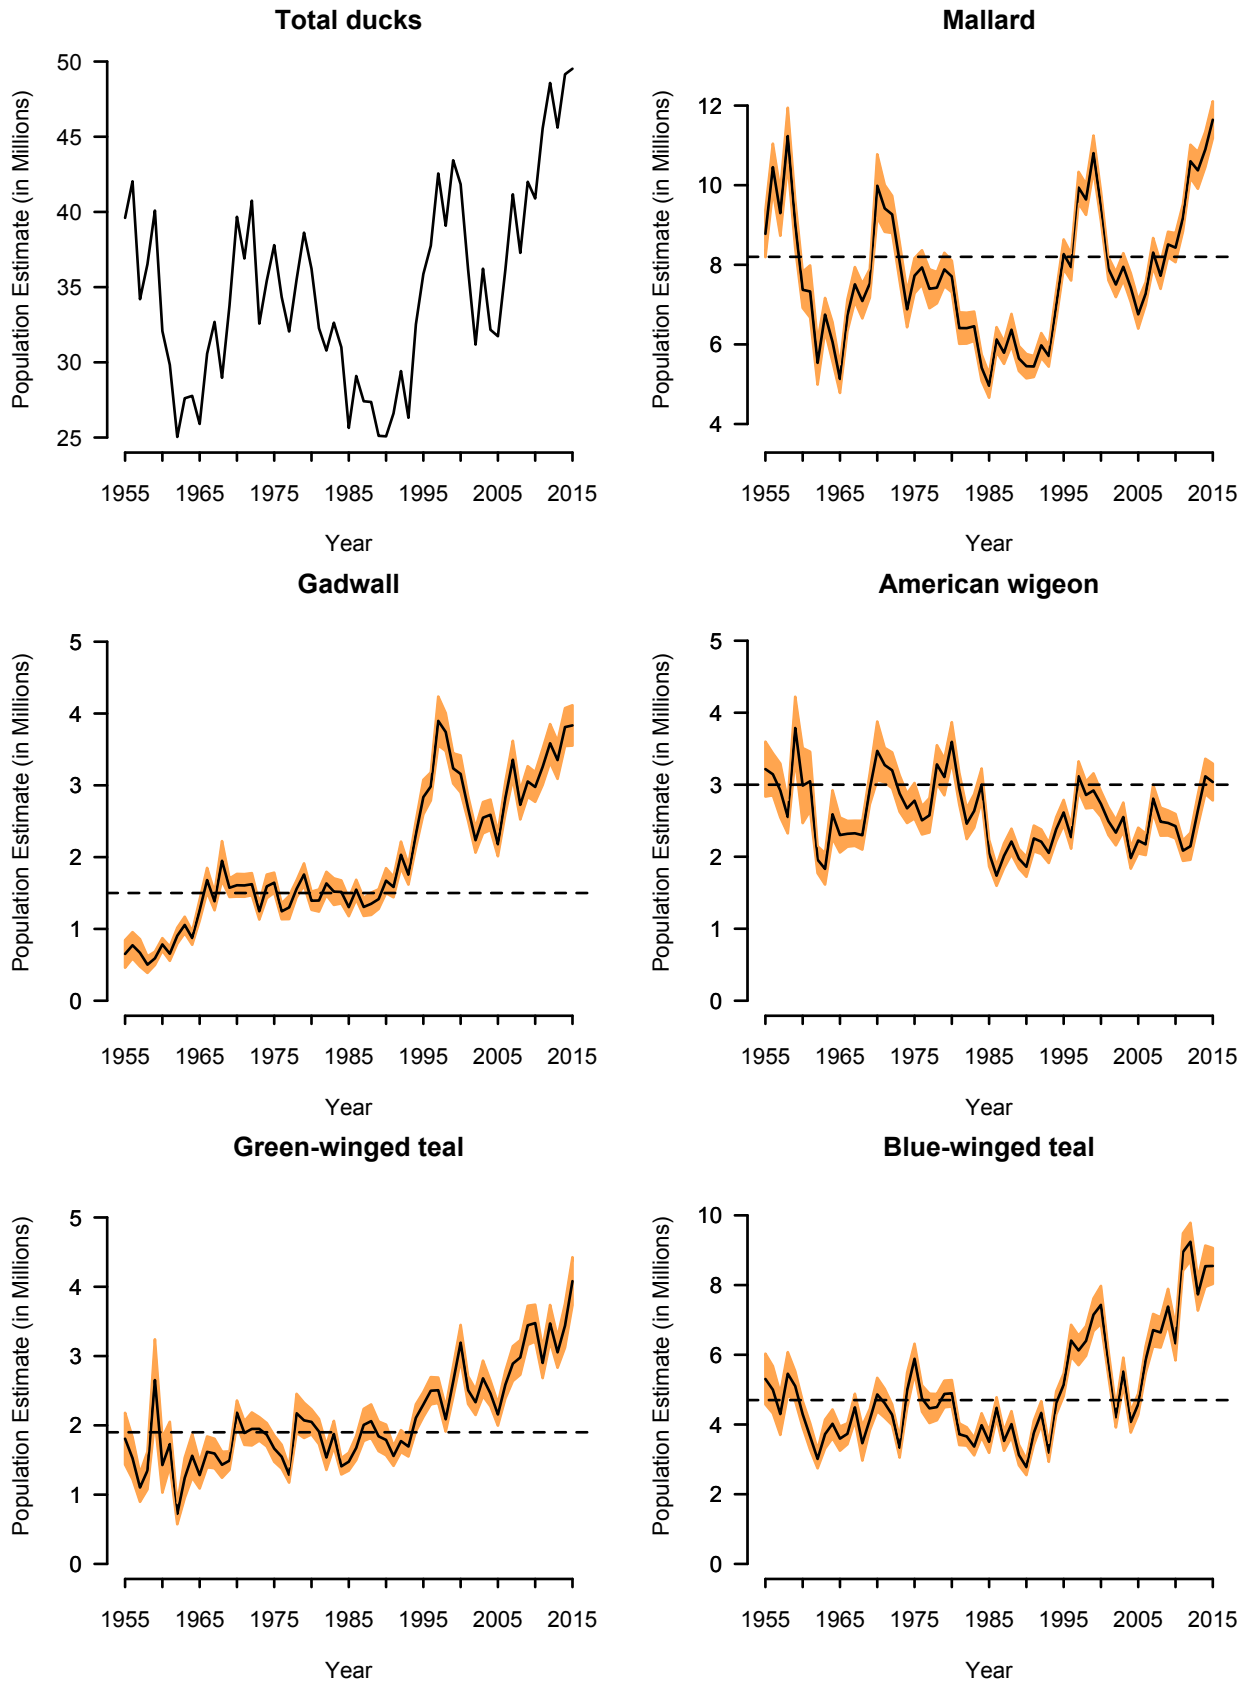 Total ducks
Population Estimate (in Millions)
50
45
40
35
30
25
1955 1965 1975 1985 1995 2005 2015
Year
Mallard
Population Estimate (in Millions)
12
10
8
6
4
1955 1965 1975 1985 1995 2005 2015
Year
Gadwall
Population Estimate (in Millions)
5
4
3
2
1
0
1955 1965 1975 1985 1995 2005 2015
Year
American wigeon
Population Estimate (in Millions)
5
4
3
2
1
0
1955 1965 1975 1985 1995 2005 2015
Year
Green-winged teal
Population Estimate (in Millions)
5
4
3
2
1
0
1955 1965 1975 1985 1995 2005 2015
Year
Blue-winged teal
Population Estimate (in Millions)
10
8
6
4
2
0
1955 1965 1975 1985 1995 2005 2015
Year